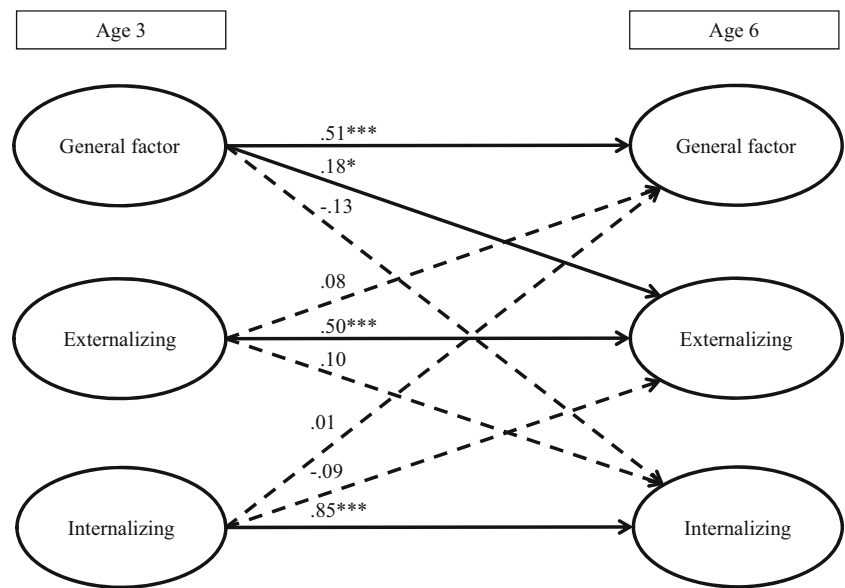 Age 3
Age 6
General factor
.51***
.18*
-.13
General factor
Externalizing
.08
.50***
.10
Externalizing
Internalizing
.01
-.09
.85***
Internalizing